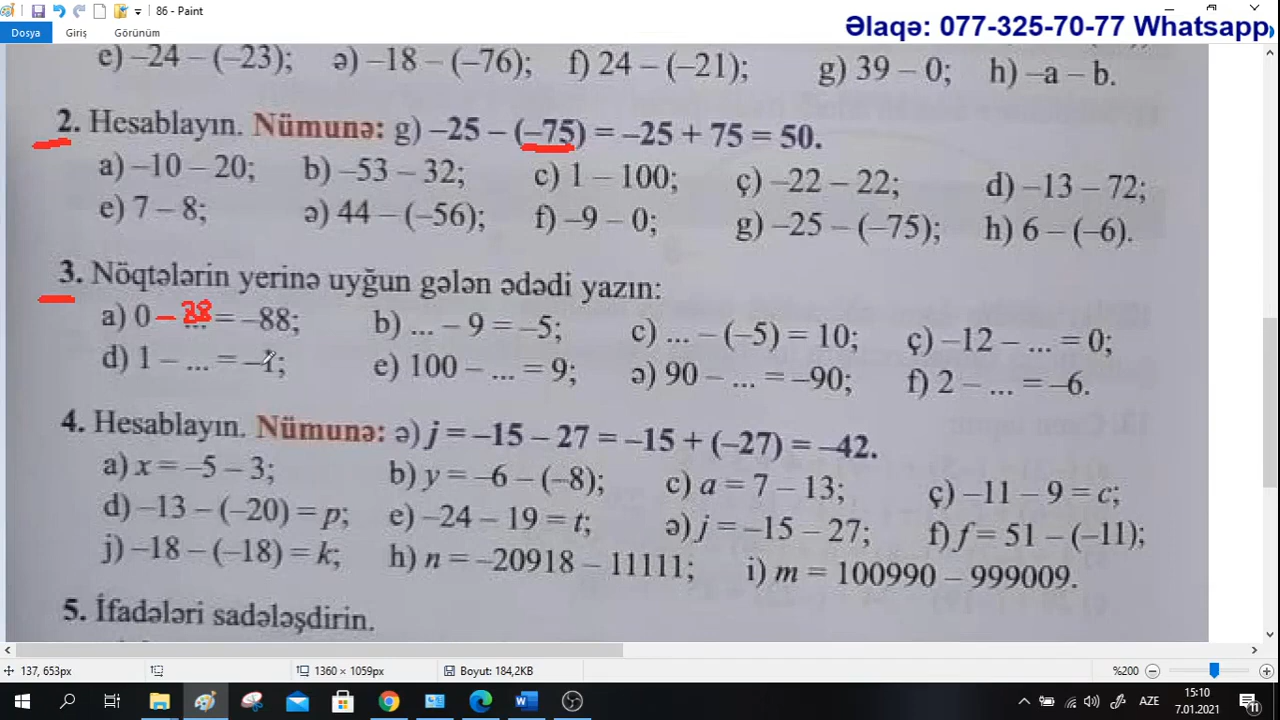 86 - Paint
Əlaqə: 077-325-70-77 Whatsapp
Dosya Giriş Görünüm
e) –24 – (–23); ə) –18 – (–76); f) 24 – (–21); g) 39 – 0; h) –a – b.
2. Hesablayın. Nümunə: g) –25 – (–75) = –25 + 75 = 50.
a) –10 – 20; b) –53 – 32; c) 1 – 100; ç) –22 – 22; d) –13 – 72;
e) 7 – 8; ə) 44 – (–56); f) –9 – 0; g) –25 – (–75); h) 6 – (–6).
3. Nöqtələrin yerinə uyğun gələn ədədi yazın:
a) 0 – ... = –88; b) ... – 9 = –5; c) ... – (–5) = 10; ç) –12 – ... = 0;
d) 1 – ... = –1; e) 100 – ... = 9; ə) 90 – ... = –90; f) 2 – ... = –6.
4. Hesablayın. Nümunə: ə) j = –15 – 27 = –15 + (–27) = –42.
a) x = –5 – 3; b) y = –6 – (–8); c) a = 7 – 13; ç) –11 – 9 = c;
d) –13 – (–20) = p; e) –24 – 19 = t; ə) j = –15 – 27; f) f = 51 – (–11);
j) –18 – (–18) = k; h) n = –20918 – 11111; i) m = 100990 – 999009.
5. İfadələri sadələşdirin.
137, 653px 1360 × 1059px Boyut: 184,2KB %200
AZE 15:10
7.01.2021 11